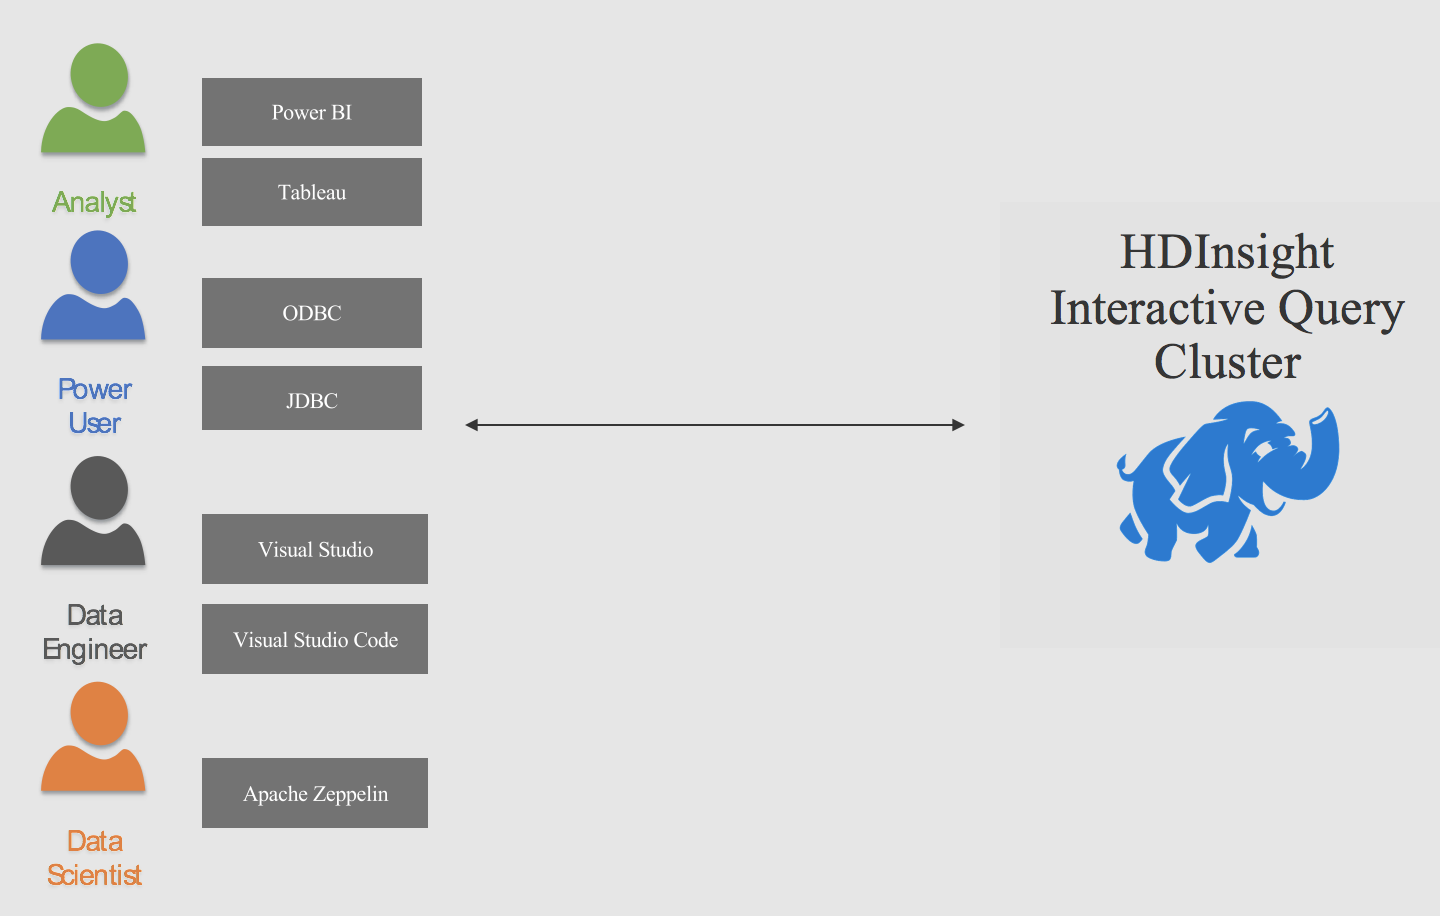 Analyst
Power
User
Data
Engineer
Data
Scientist
Power BI
Tableau
ODBC
JDBC
Visual Studio
Visual Studio Code
Apache Zeppelin
HDInsight
Interactive Query
Cluster